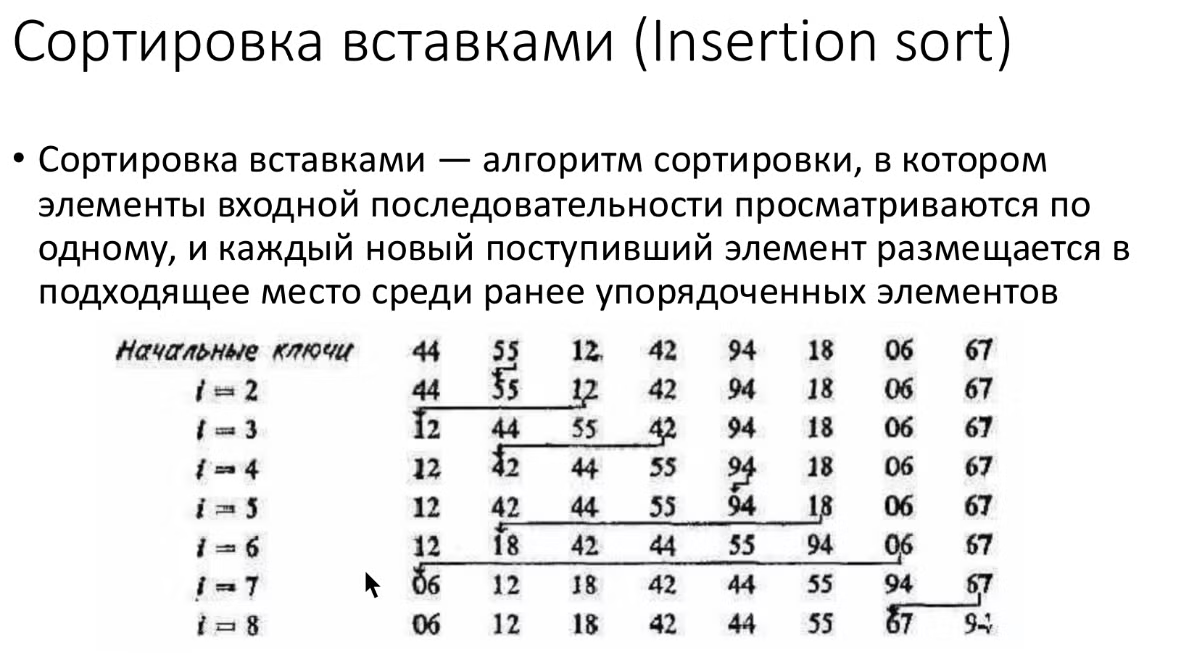 Сортировка вставками (Insertion sort)
• Сортировка вставками — алгоритм сортировки, в котором
элементы входной последовательности просматриваются по
одному, и каждый новый поступивший элемент размещается в
подходящее место среди ранее упорядоченных элементов
Начальные ключи 44 55 12 42 94 18 06 67
i = 2 44 55 12 42 94 18 06 67
i = 3 12 44 55 42 94 18 06 67
i = 4 12 42 44 55 94 18 06 67
i = 5 12 42 44 55 94 18 06 67
i = 6 12 18 42 44 55 94 06 67
i = 7 06 12 18 42 44 55 94 67
i = 8 06 12 18 42 44 55 67 94